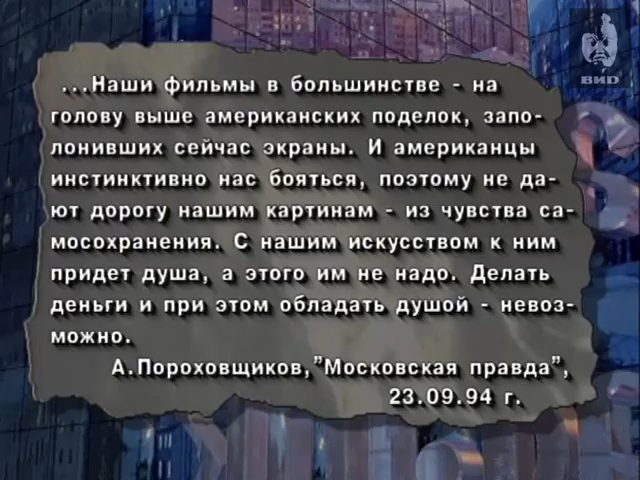 ...Наши фильмы в большинстве - на
голову выше американских поделок, запо-
лонивших сейчас экраны. И американцы
инстинктивно нас бояться, поэтому не да-
ют дорогу нашим картинам - из чувства са-
мосохранения. С нашим искусством к ним
придет душа, а этого им не надо. Делать
деньги и при этом обладать душой - невоз-
можно.
А.Пороховщиков,"Московская правда",
23.09.94 г.
ВИD